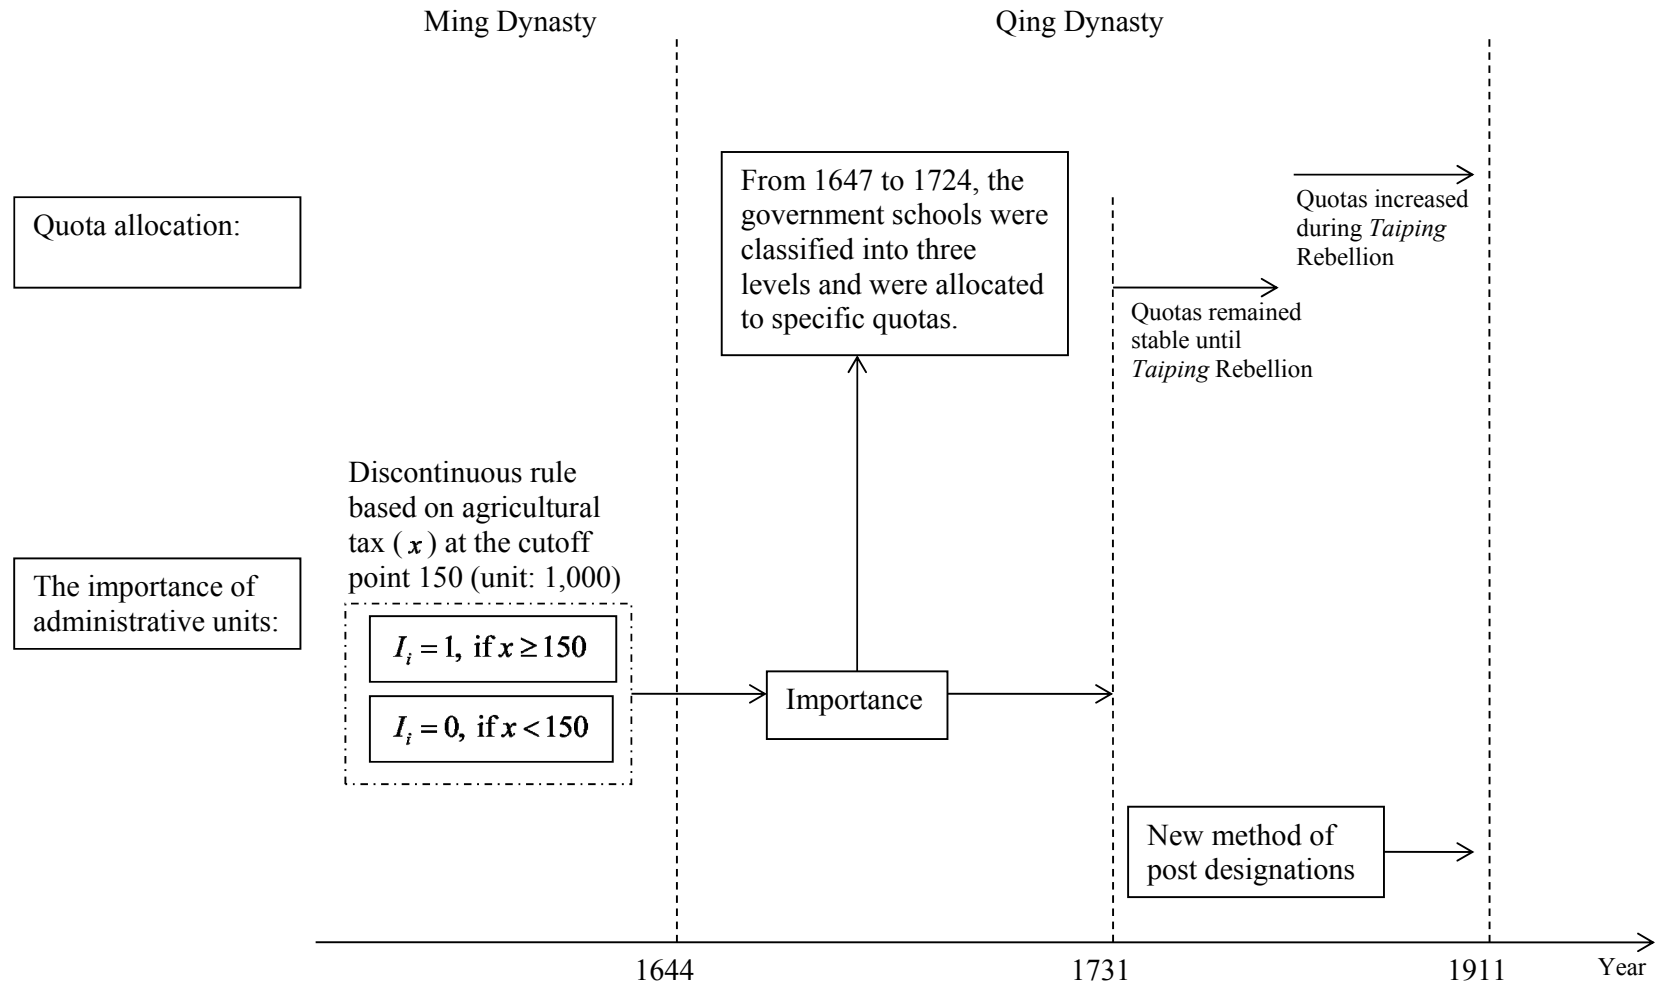 Ming Dynasty
Qing Dynasty
Quota allocation:
From 1647 to 1724, the
government schools were
classified into three
levels and were allocated
to specific quotas.
Quotas increased
during Taiping
Rebellion
Quotas remained
stable until
Taiping Rebellion
Discontinuous rule
based on agricultural
tax ( x ) at the cutoff
point 150 (unit: 1,000)
The importance of
administrative units:
I_i = 1, if x ≥ 150
I_i = 0, if x < 150
Importance
New method of
post designations
1644
1731
1911
Year